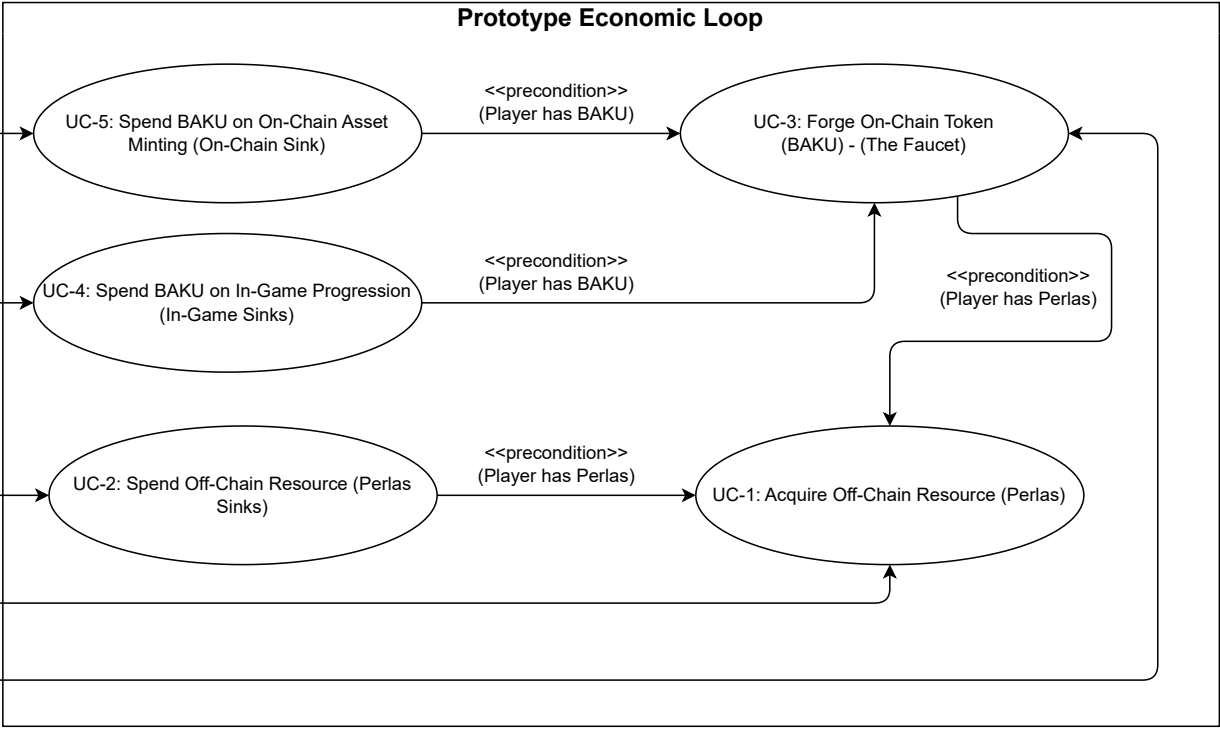 Prototype Economic Loop
UC-5: Spend BAKU on On-Chain Asset
Minting (On-Chain Sink)
<<precondition>>
(Player has BAKU)
UC-3: Forge On-Chain Token
(BAKU) - (The Faucet)
UC-4: Spend BAKU on In-Game Progression
(In-Game Sinks)
<<precondition>>
(Player has BAKU)
<<precondition>>
(Player has Perlas)
UC-2: Spend Off-Chain Resource (Perlas
Sinks)
<<precondition>>
(Player has Perlas)
UC-1: Acquire Off-Chain Resource (Perlas)